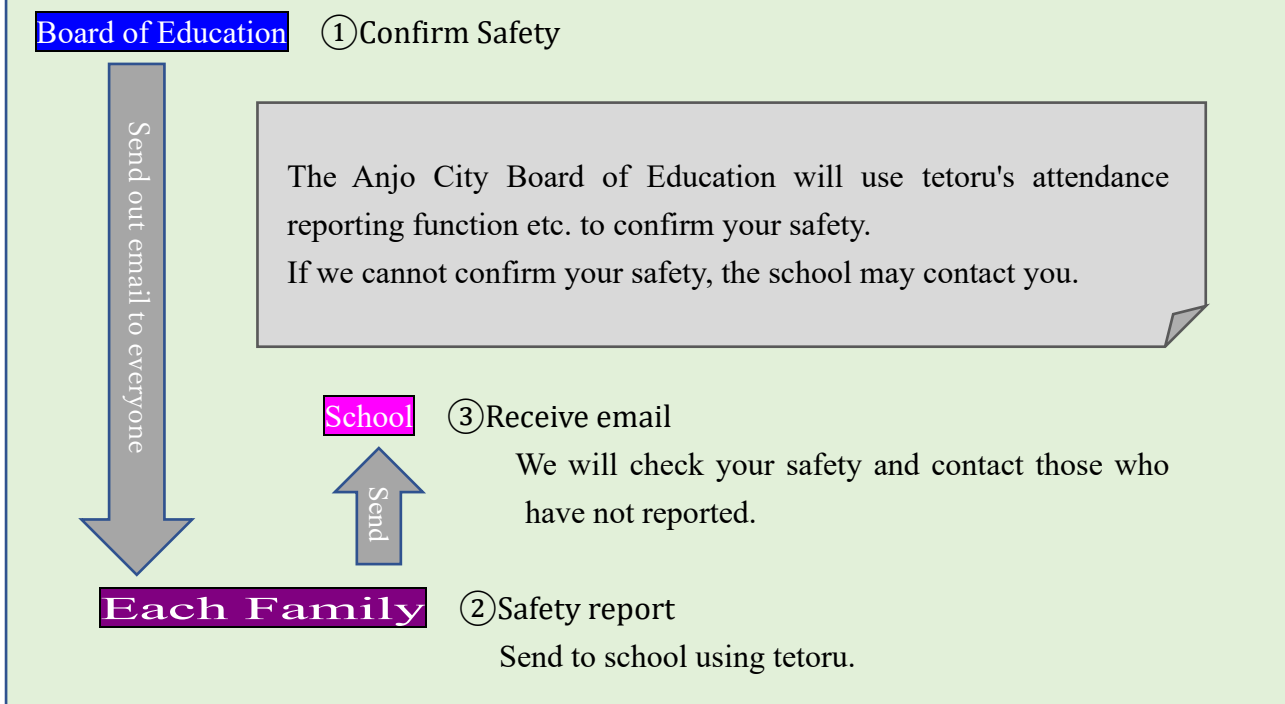 Board of Education ①Confirm Safety
Send out email to everyone
The Anjo City Board of Education will use tetoru's attendance
reporting function etc. to confirm your safety.
If we cannot confirm your safety, the school may contact you.
School ③Receive email
We will check your safety and contact those who
have not reported.
Send
Each Family ②Safety report
Send to school using tetoru.